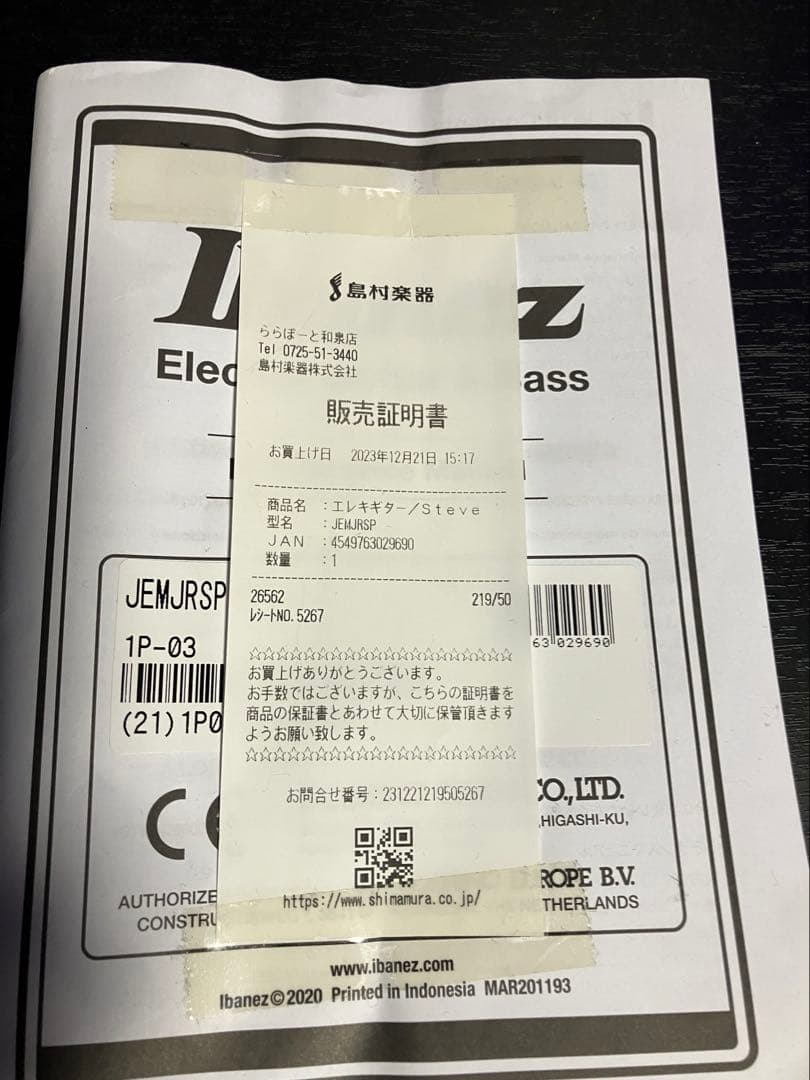 島村楽器
ららぽーと和泉店
Tel 0725-51-3440
島村楽器株式会社
販売証明書
お買上げ日 2023年12月21日 15:17
商品名 :エレキギター/Steve
型名 :JEMJRSP
JAN :4549763029690
数量 :1
26562 219/50
レシートNO.5267
☆☆☆☆☆☆☆☆☆☆☆☆☆☆☆☆☆☆☆☆☆
お買上ありがとうございます。
お手数ではございますが、こちらの証明書を
商品の保証書とあわせて大切に保管頂きます
ようお願い致します。
☆☆☆☆☆☆☆☆☆☆☆☆☆☆☆☆☆☆☆☆☆
お問合せ番号:231221219505267
https://www.shimamura.co.jp/
I z
Elec Bass
JEMJRSP
1P-03
(21)1P0
63 029690
CE
CO.,LTD.
,HIGASHI-KU,
EUROPE B.V.
NETHERLANDS
AUTHORIZE
CONSTRU
www.ibanez.com
Ibanez©2020 Printed in Indonesia MAR201193